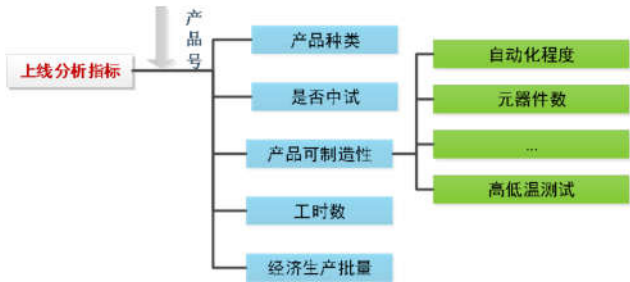 产品号
上线分析指标
产品种类
是否中试
产品可制造性
工时数
经济生产批量
自动化程度
元器件数
...
高低温测试